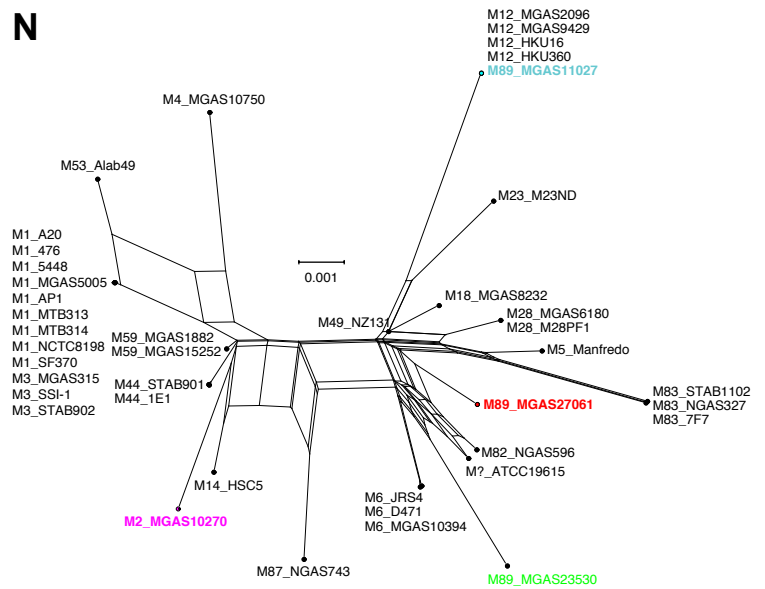 N
M12_MGAS2096
M12_MGAS9429
M12_HKU16
M12_HKU360
M89_MGAS11027
M4_MGAS10750
M53_Alab49
M23_M23ND
M1_A20
M1_476
M1_5448
M1_MGAS5005
M1_AP1
M1_MTB313
M1_MTB314
M1_NCTC8198
M1_SF370
M3_MGAS315
M3_SSI-1
M3_STAB902
0.001
M18_MGAS8232
M49_NZ131
M28_MGAS6180
M28_M28PF1
M59_MGAS1882
M59_MGAS15252
M5_Manfredo
M44_STAB901
M44_1E1
M83_STAB1102
M83_NGAS327
M83_7F7
M89_MGAS27061
M82_NGAS596
M?_ATCC19615
M14_HSC5
M6_JRS4
M6_D471
M6_MGAS10394
M2_MGAS10270
M87_NGAS743
M89_MGAS23530